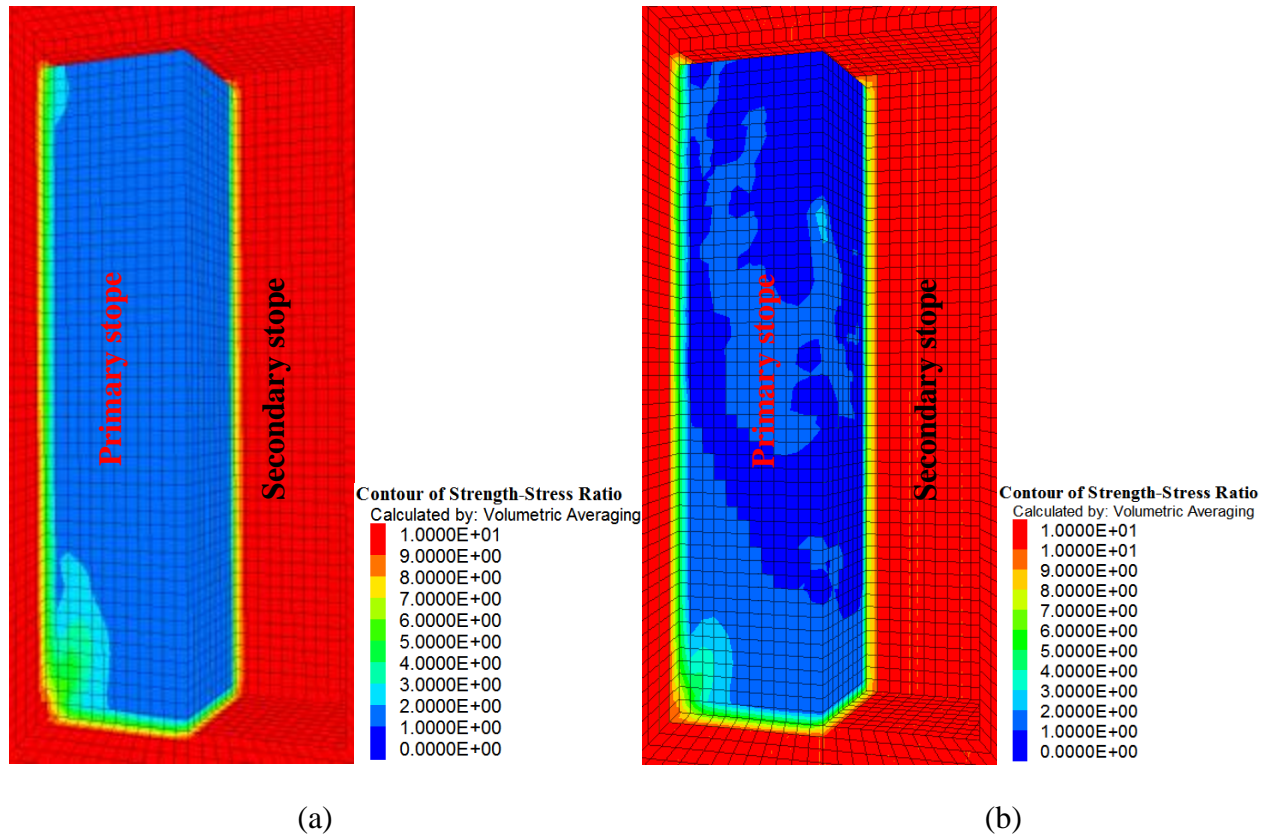 Primary stope
Secondary stope
Contour of Strength-Stress Ratio
Calculated by: Volumetric Averaging
1.0000E+01
9.0000E+00
8.0000E+00
7.0000E+00
6.0000E+00
5.0000E+00
4.0000E+00
3.0000E+00
2.0000E+00
1.0000E+00
0.0000E+00
(a)
Primary stope
Secondary stope
Contour of Strength-Stress Ratio
Calculated by: Volumetric Averaging
1.0000E+01
1.0000E+01
9.0000E+00
8.0000E+00
7.0000E+00
6.0000E+00
5.0000E+00
4.0000E+00
3.0000E+00
2.0000E+00
1.0000E+00
0.0000E+00
(b)